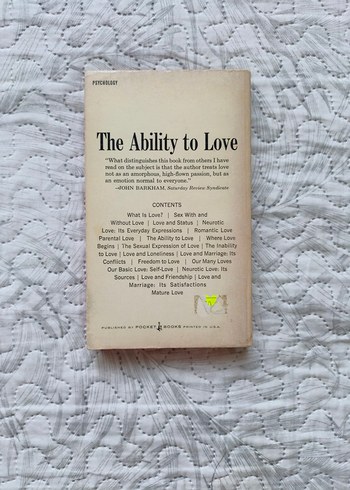 PSYCHOLOGY
The Ability to Love
"What distinguishes this book from others I have
read on the subject is that the author treats love
not as an amorphous, high-flown passion, but as
an emotion normal to everyone."
—JOHN BARKHAM, Saturday Review Syndicate
CONTENTS
What Is Love? | Sex With and
Without Love | Love and Status | Neurotic
Love: Its Everyday Expressions | Romantic Love
Parental Love | The Ability to Love | Where Love
Begins | The Sexual Expression of Love | The Inability
to Love | Love and Loneliness | Love and Marriage: Its
Conflicts | Freedom to Love | Our Many Loves
Our Basic Love: Self-Love | Neurotic Love: Its
Sources | Love and Friendship | Love and
Marriage: Its Satisfactions
Mature Love
PUBLISHED BY POCKET BOOKS PRINTED IN U.S.A.